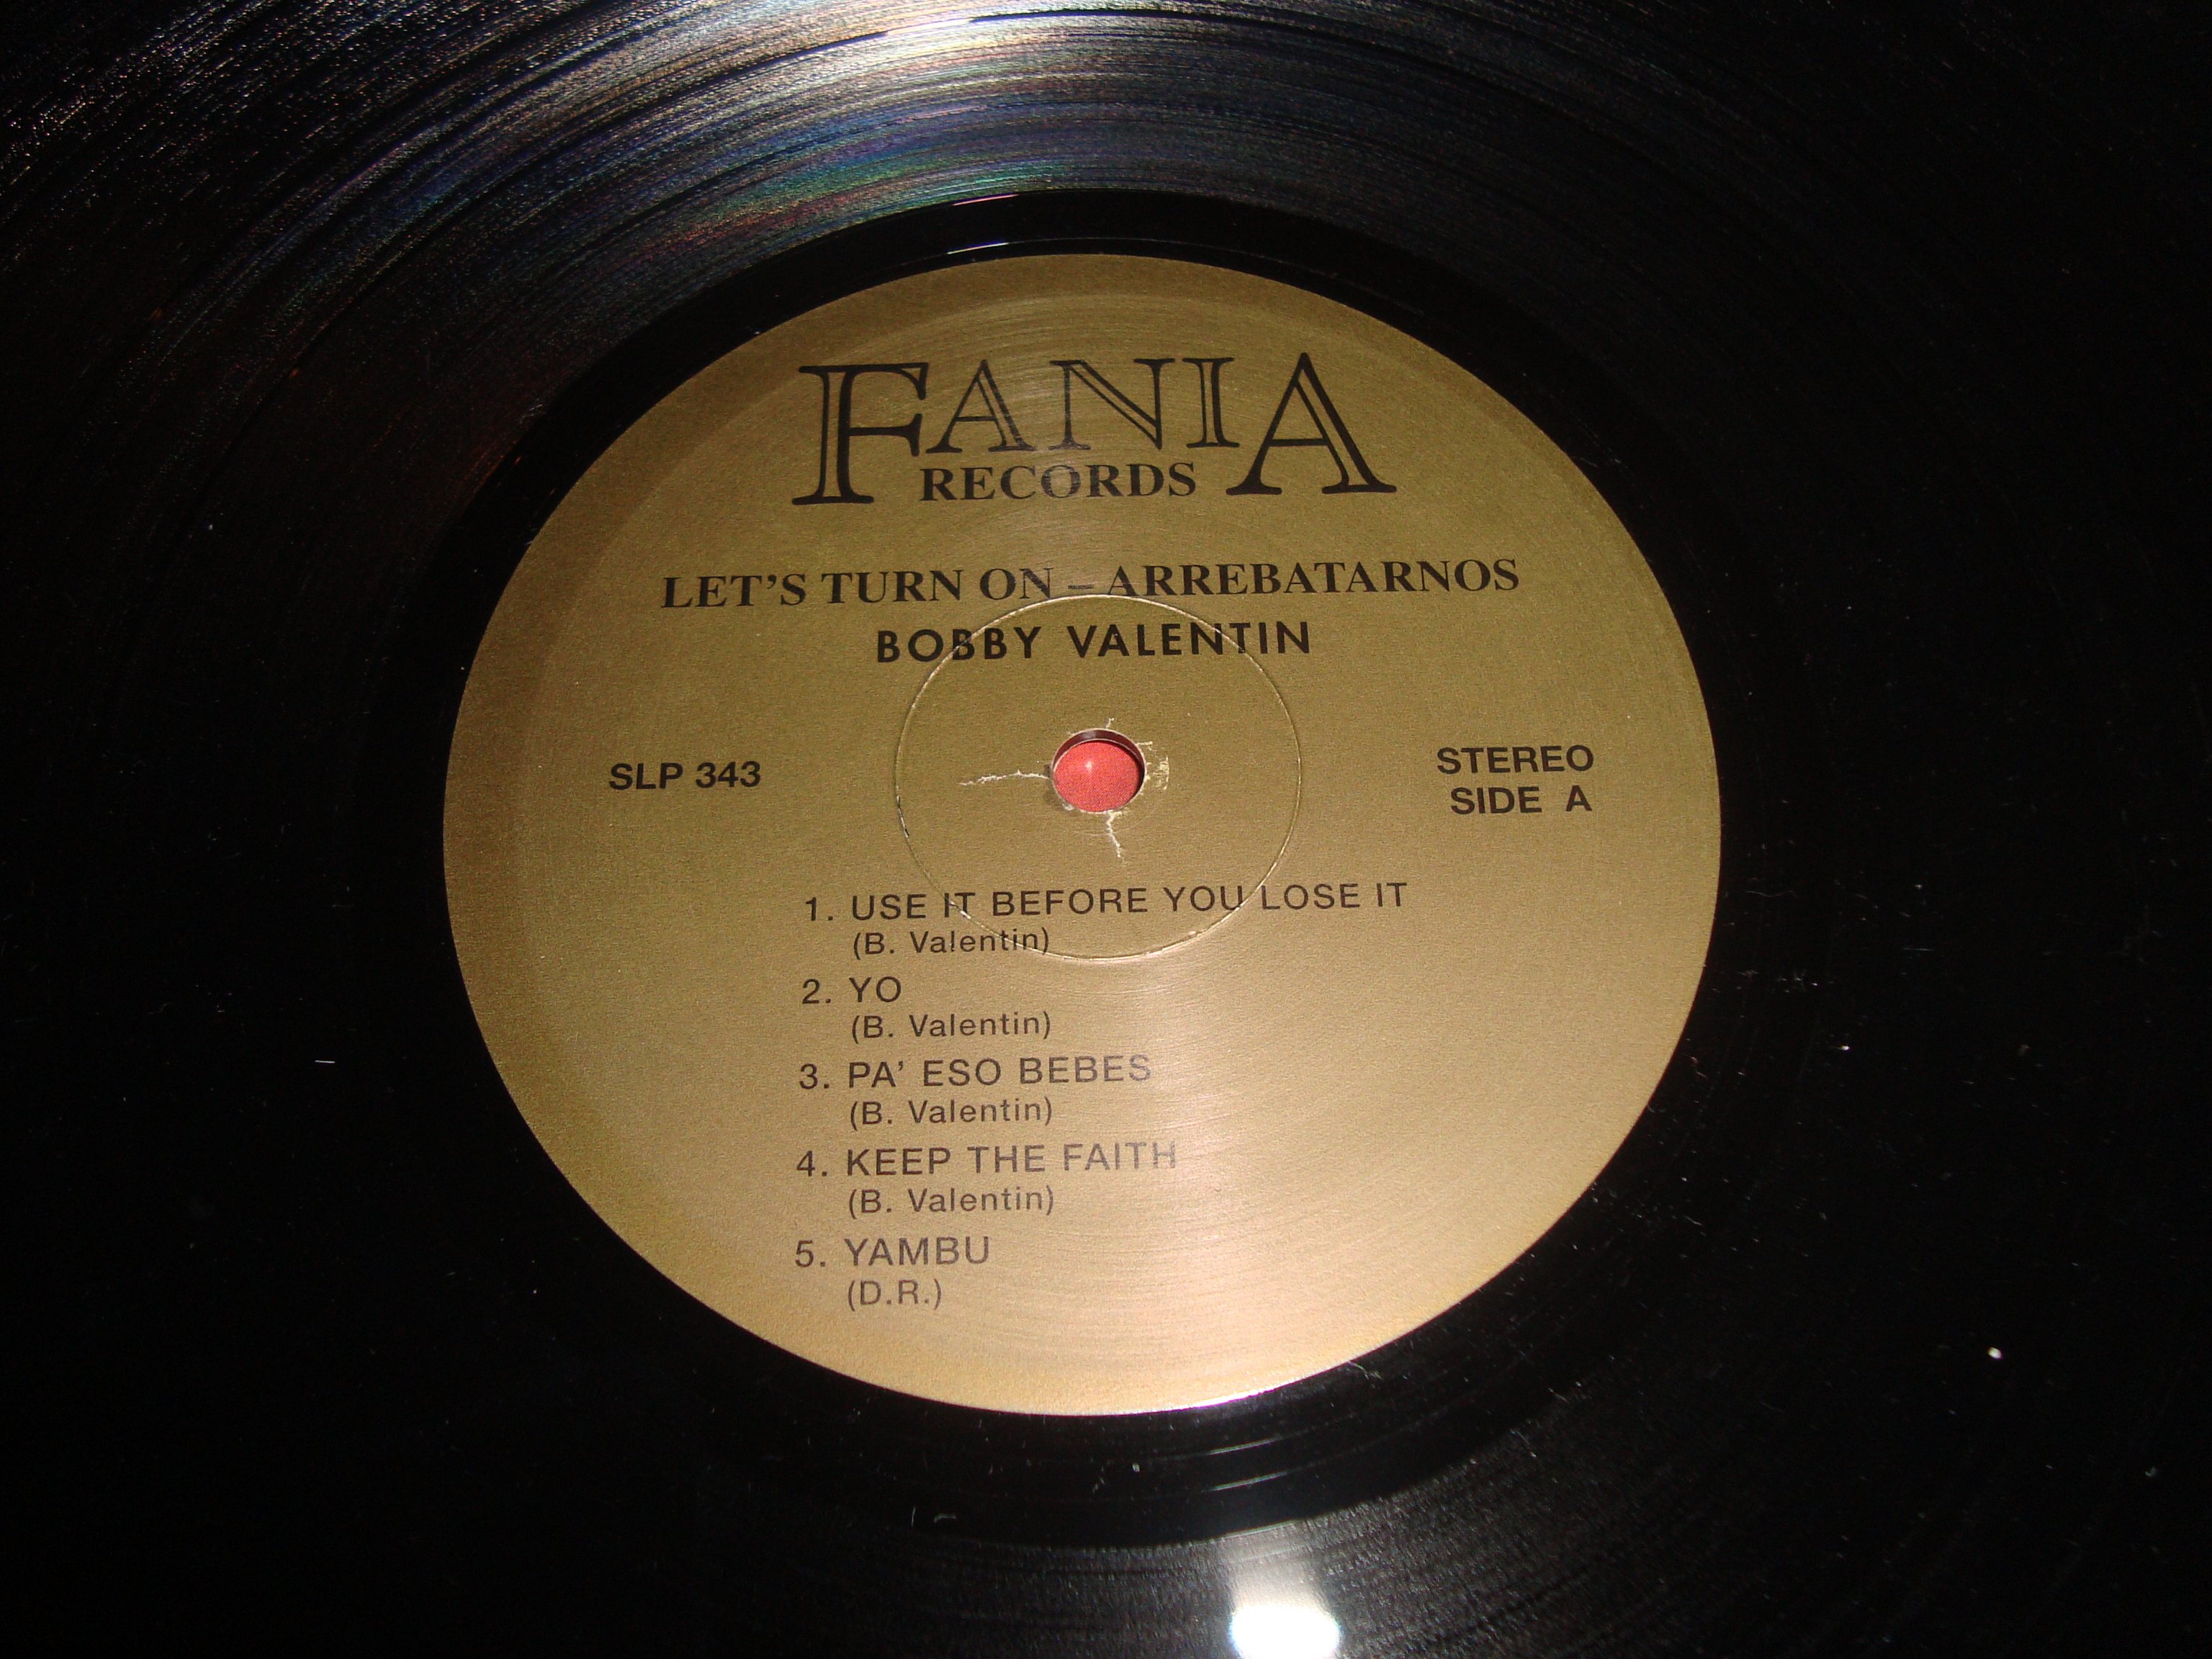 FANIA
RECORDS
LET'S TURN ON – ARREBATARNOS
BOBBY VALENTIN
SLP 343
STEREO
SIDE A
1. USE IT BEFORE YOU LOSE IT
(B. Valentin)
2. YO
(B. Valentin)
3. PA' ESO BEBES
(B. Valentin)
4. KEEP THE FAITH
(B. Valentin)
5. YAMBU
(D.R.)